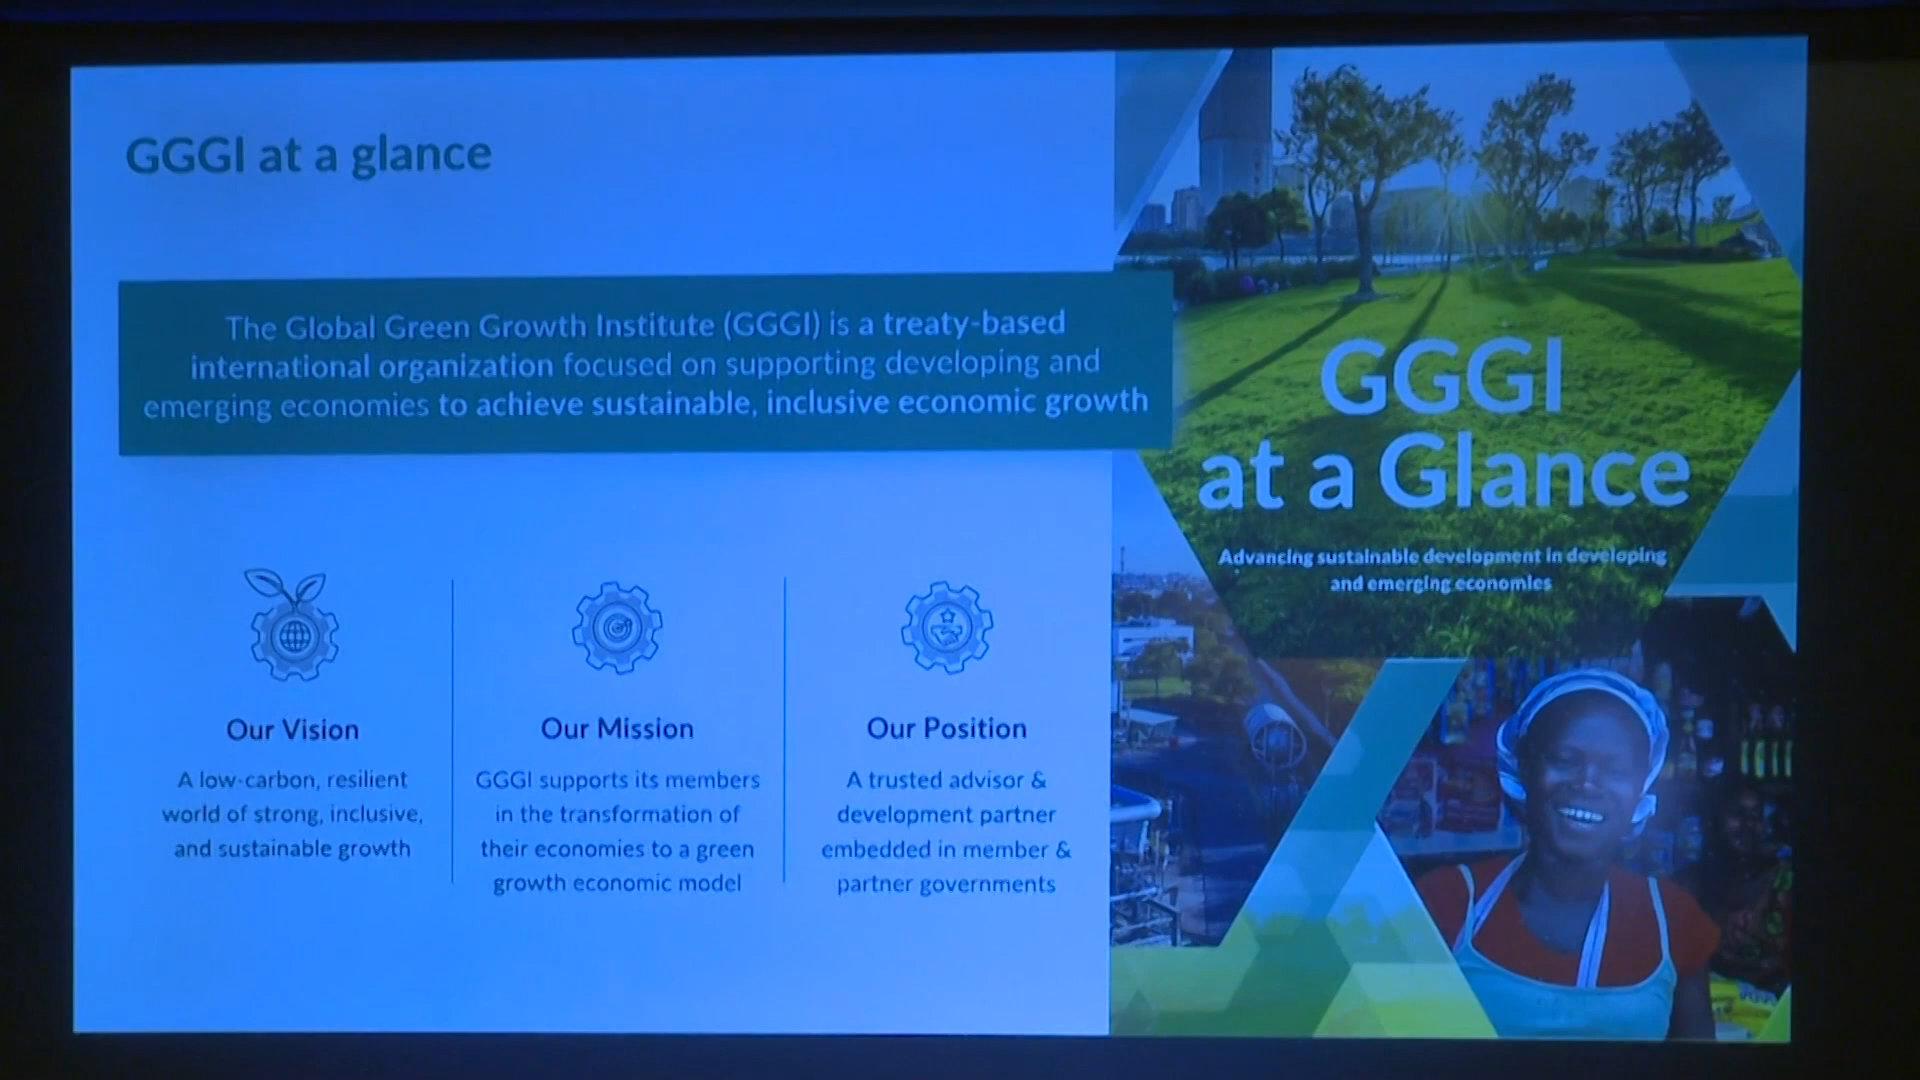 GGGI at a glance
The Global Green Growth Institute (GGGI) is a treaty-based
international organization focused on supporting developing and
emerging economies to achieve sustainable, inclusive economic growth
Our Vision
A low-carbon, resilient
world of strong, inclusive,
and sustainable growth
Our Mission
GGGI supports its members
in the transformation of
their economies to a green
growth economic model
Our Position
A trusted advisor &
development partner
embedded in member &
partner governments
GGGI
at a Glance
Advancing sustainable development in developing
and emerging economies